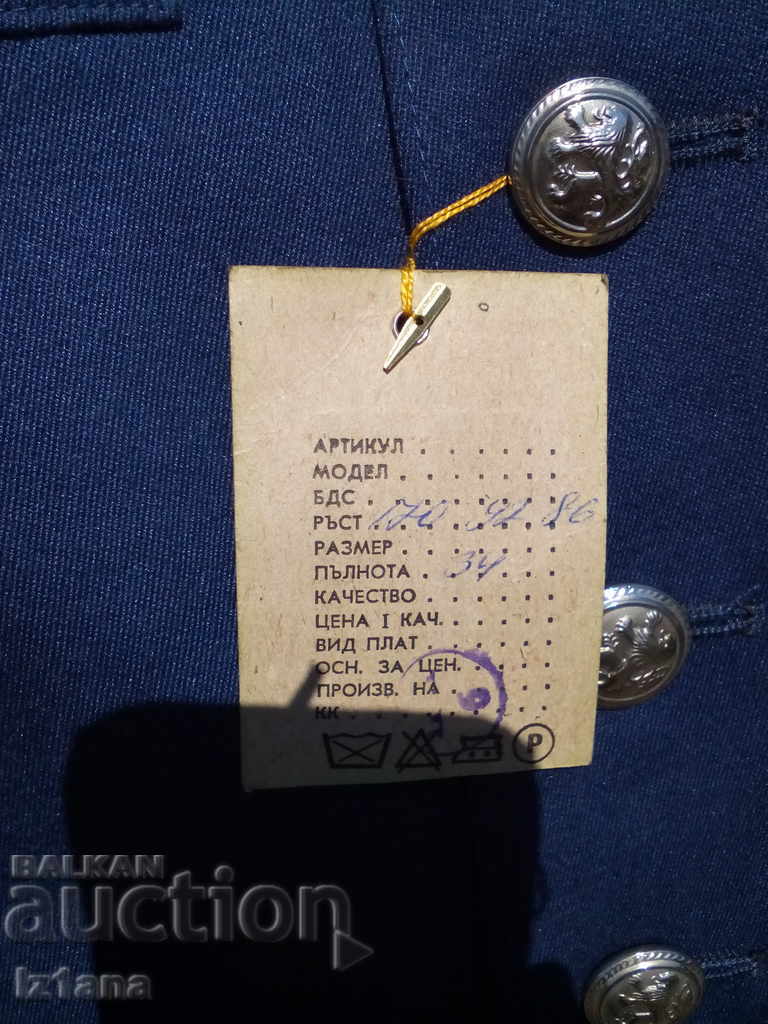 АРТИКУЛ . . . . . .
МОДЕЛ . . . . . . .
БДС . . . . . . . .
РЪСТ 170 92 86
РАЗМЕР . . . . . . .
ПЪЛНОТА . 34 . . .
КАЧЕСТВО . . . . . .
ЦЕНА I КАЧ. . . . . .
ВИД ПЛАТ . . . . . .
ОСН. ЗА ЦЕН. . . . .
ПРОИЗВ. НА . . . . .
КК . . . . . . . . .
P
BALKAN
auction
Iz1ana